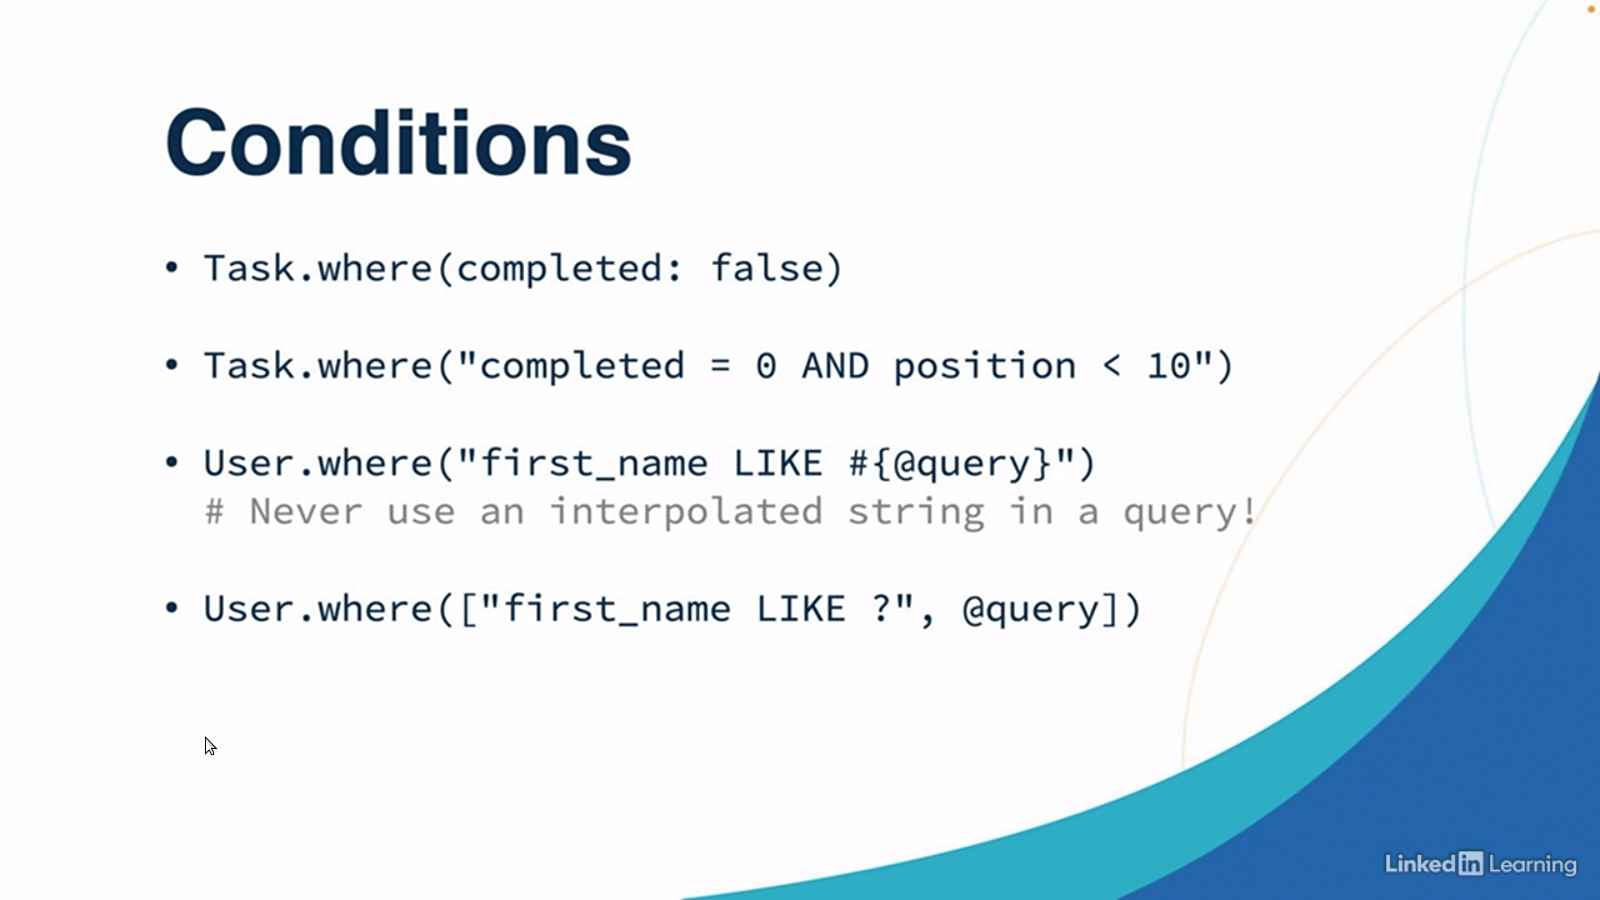 Conditions
• Task.where(completed: false)
• Task.where("completed = 0 AND position < 10")
• User.where("first_name LIKE #{@query}")
# Never use an interpolated string in a query!
• User.where(["first_name LIKE ?", @query])
Linked in Learning